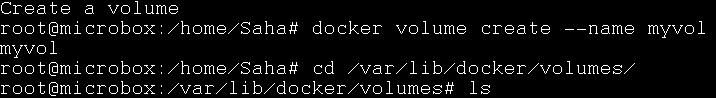 Create a volume
root@microbox:/home/Saha# docker volume create --name myvol
myvol
root@microbox:/home/Saha# cd /var/lib/docker/volumes/
root@microbox:/var/lib/docker/volumes# ls